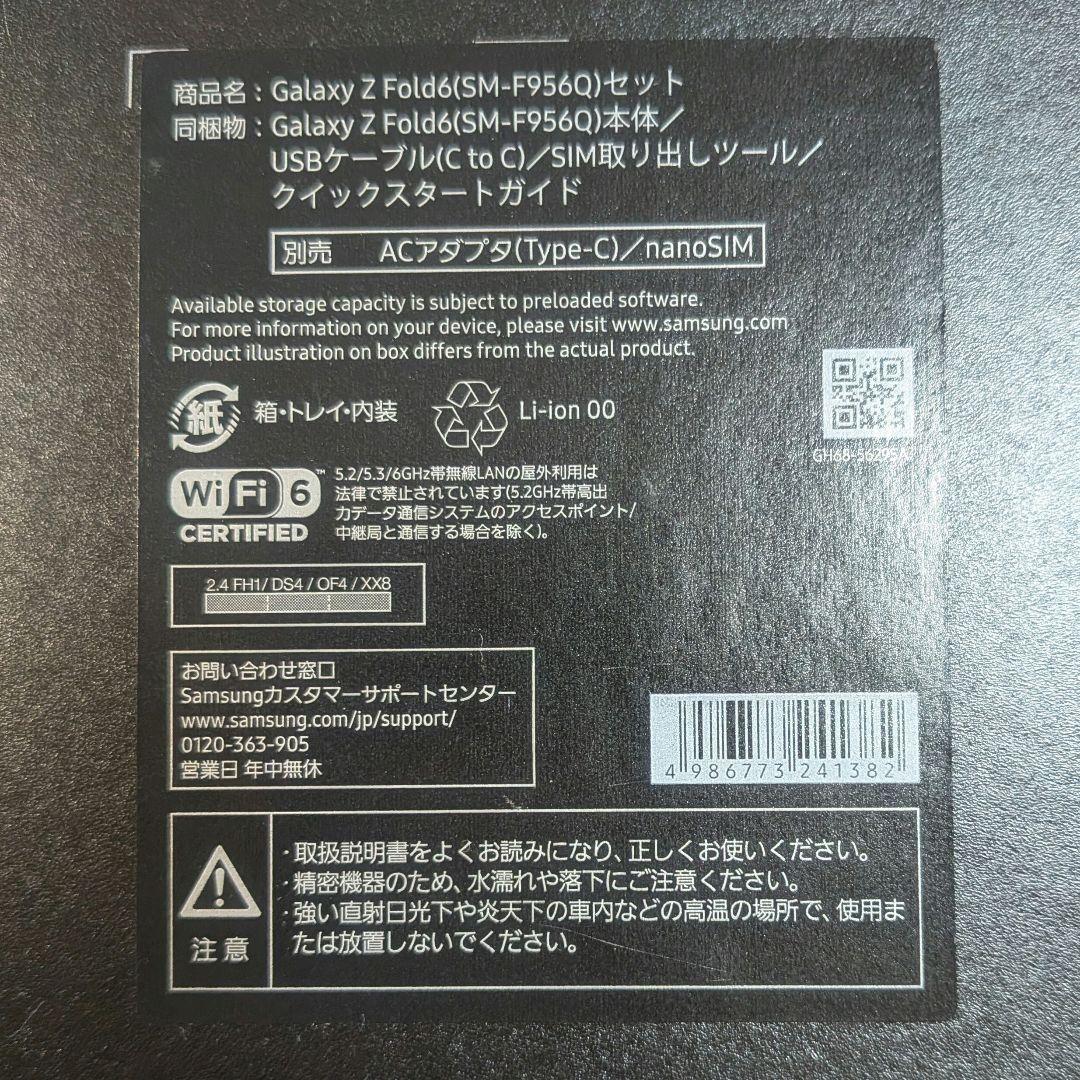 商品名：Galaxy Z Fold6(SM-F956Q)セット
同梱物：Galaxy Z Fold6(SM-F956Q)本体／
USBケーブル(C to C)／SIM取り出しツール／
クイックスタートガイド
別売 ACアダプタ(Type-C)／nanoSIM
Available storage capacity is subject to preloaded software.
For more information on your device, please visit www.samsung.com
Product illustration on box differs from the actual product.
紙 箱・トレイ・内装
Li-ion 00
GH68-56295A
Wi Fi 6™
CERTIFIED
5.2/5.3/6GHz帯無線LANの屋外利用は
法律で禁止されています(5.2GHz帯高出
力データ通信システムのアクセスポイント/
中継局と通信する場合を除く)。
2.4 FH1/ DS4 / OF4 / XX8
お問い合わせ窓口
Samsungカスタマーサポートセンター
www.samsung.com/jp/support/
0120-363-905
営業日 年中無休
4 986773 241382
注意
・取扱説明書をよくお読みになり、正しくお使いください。
・精密機器のため、水濡れや落下にご注意ください。
・強い直射日光下や炎天下の車内などの高温の場所で、使用ま
たは放置しないでください。